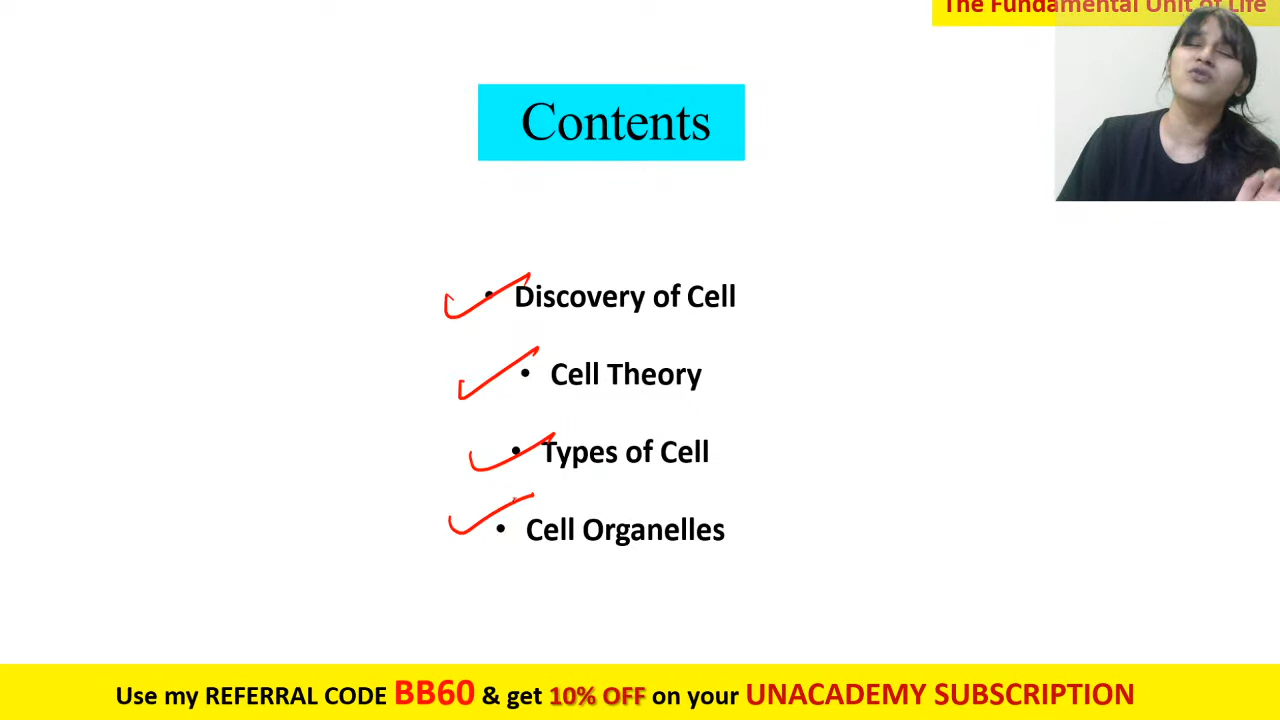 The Fundamental Unit of Life
Contents
• Discovery of Cell
• Cell Theory
• Types of Cell
• Cell Organelles
Use my REFERRAL CODE BB60 & get 10% OFF on your UNACADEMY SUBSCRIPTION